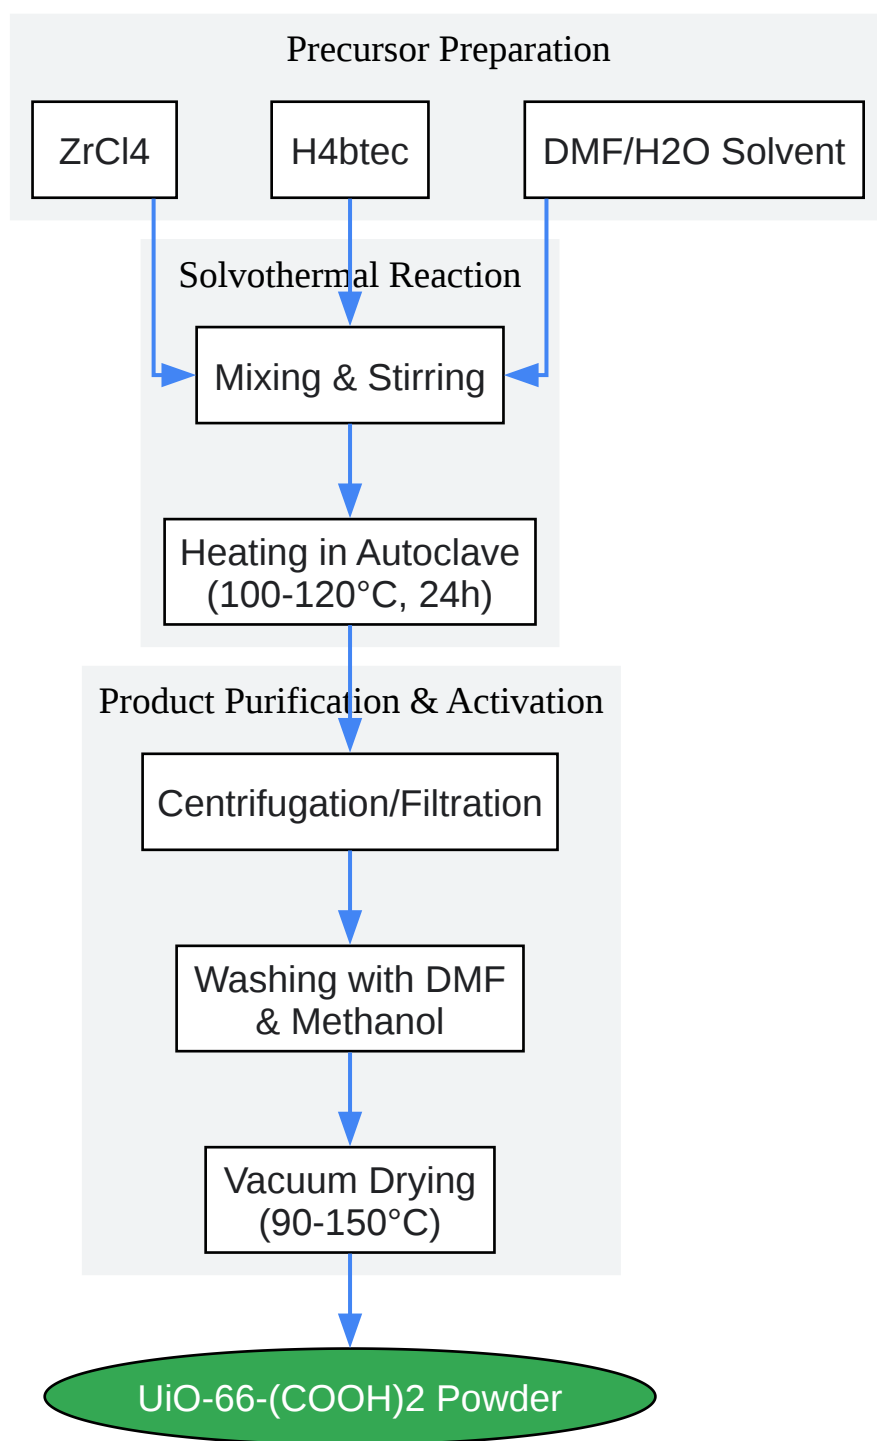 Precursor Preparation
ZrCl4
H4btec
DMF/H2O Solvent
Solvothermal Reaction
Mixing & Stirring
Heating in Autoclave
(100-120°C, 24h)
Product Purification & Activation
Centrifugation/Filtration
Washing with DMF
& Methanol
Vacuum Drying
(90-150°C)
UiO-66-(COOH)2 Powder